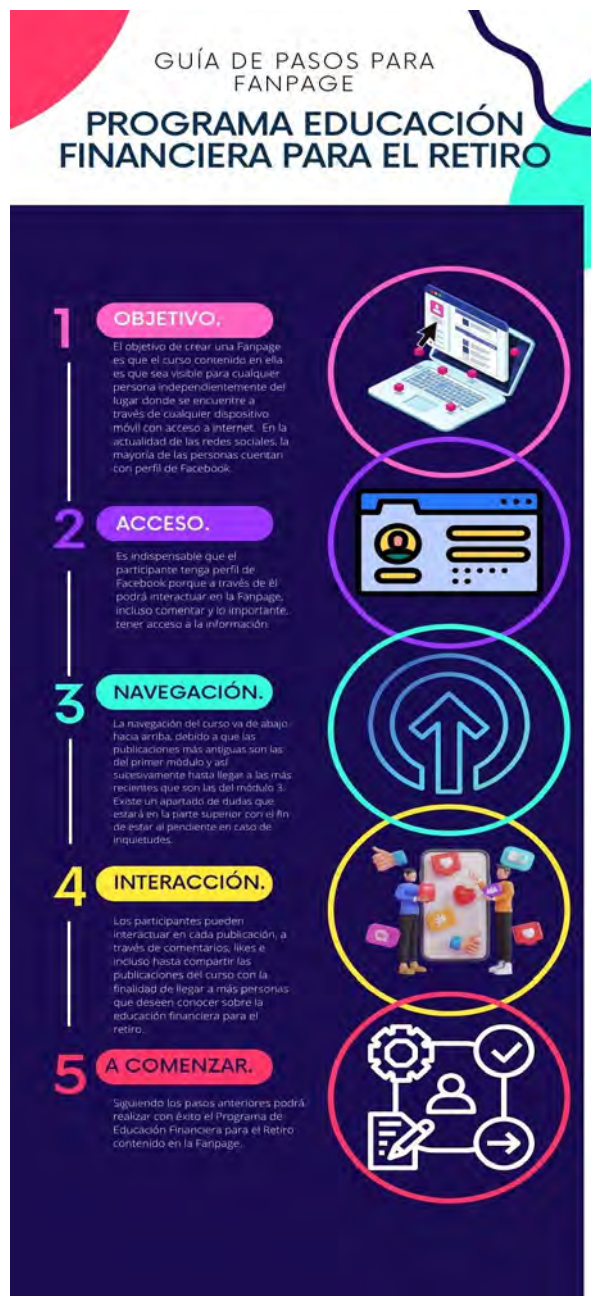 GUÍA DE PASOS PARA
FANPAGE
PROGRAMA EDUCACIÓN
FINANCIERA PARA EL RETIRO
1
OBJETIVO.
El objetivo de crear una Fanpage
es que el curso contenido en ella
es que sea visible para cualquier
persona independientemente del
lugar donde se encuentre a
través de cualquier dispositivo
móvil con acceso a internet. En la
actualidad de las redes sociales, la
mayoría de las personas cuentan
con perfil de Facebook.
2
ACCESO.
Es indispensable que el
participante tenga perfil de
Facebook porque a través de él
podrá interactuar en la Fanpage,
incluso comentar y lo importante,
tener acceso a la información.
3
NAVEGACIÓN.
La navegación del curso va de abajo
hacia arriba, debido a que las
publicaciones más antiguas son las
del primer módulo y así
sucesivamente hasta llegar a las más
recientes que son las del módulo 3.
Existe un apartado de dudas que
estará en la parte superior con el fin
de estar al pendiente en caso de
inquietudes.
4
INTERACCIÓN.
Los participantes pueden
interactuar en cada publicación, a
través de comentarios, likes e
incluso hasta compartir las
publicaciones del curso con la
finalidad de llegar a más personas
que deseen conocer sobre la
educación financiera para el
retiro.
5
A COMENZAR.
Siguiendo los pasos anteriores podrá
realizar con éxito el Programa de
Educación Financiera para el Retiro
contenido en la Fanpage.